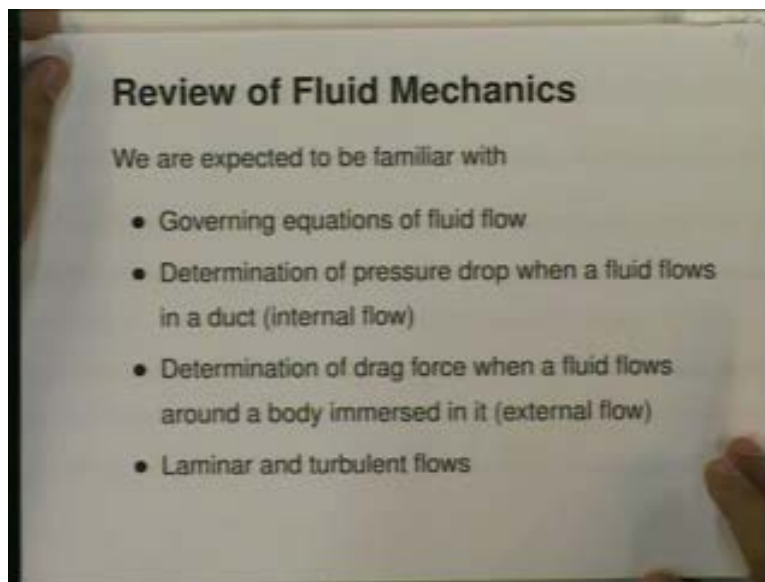 Review of Fluid Mechanics
We are expected to be familiar with
● Governing equations of fluid flow
● Determination of pressure drop when a fluid flows
in a duct (internal flow)
● Determination of drag force when a fluid flows
around a body immersed in it (external flow)
● Laminar and turbulent flows